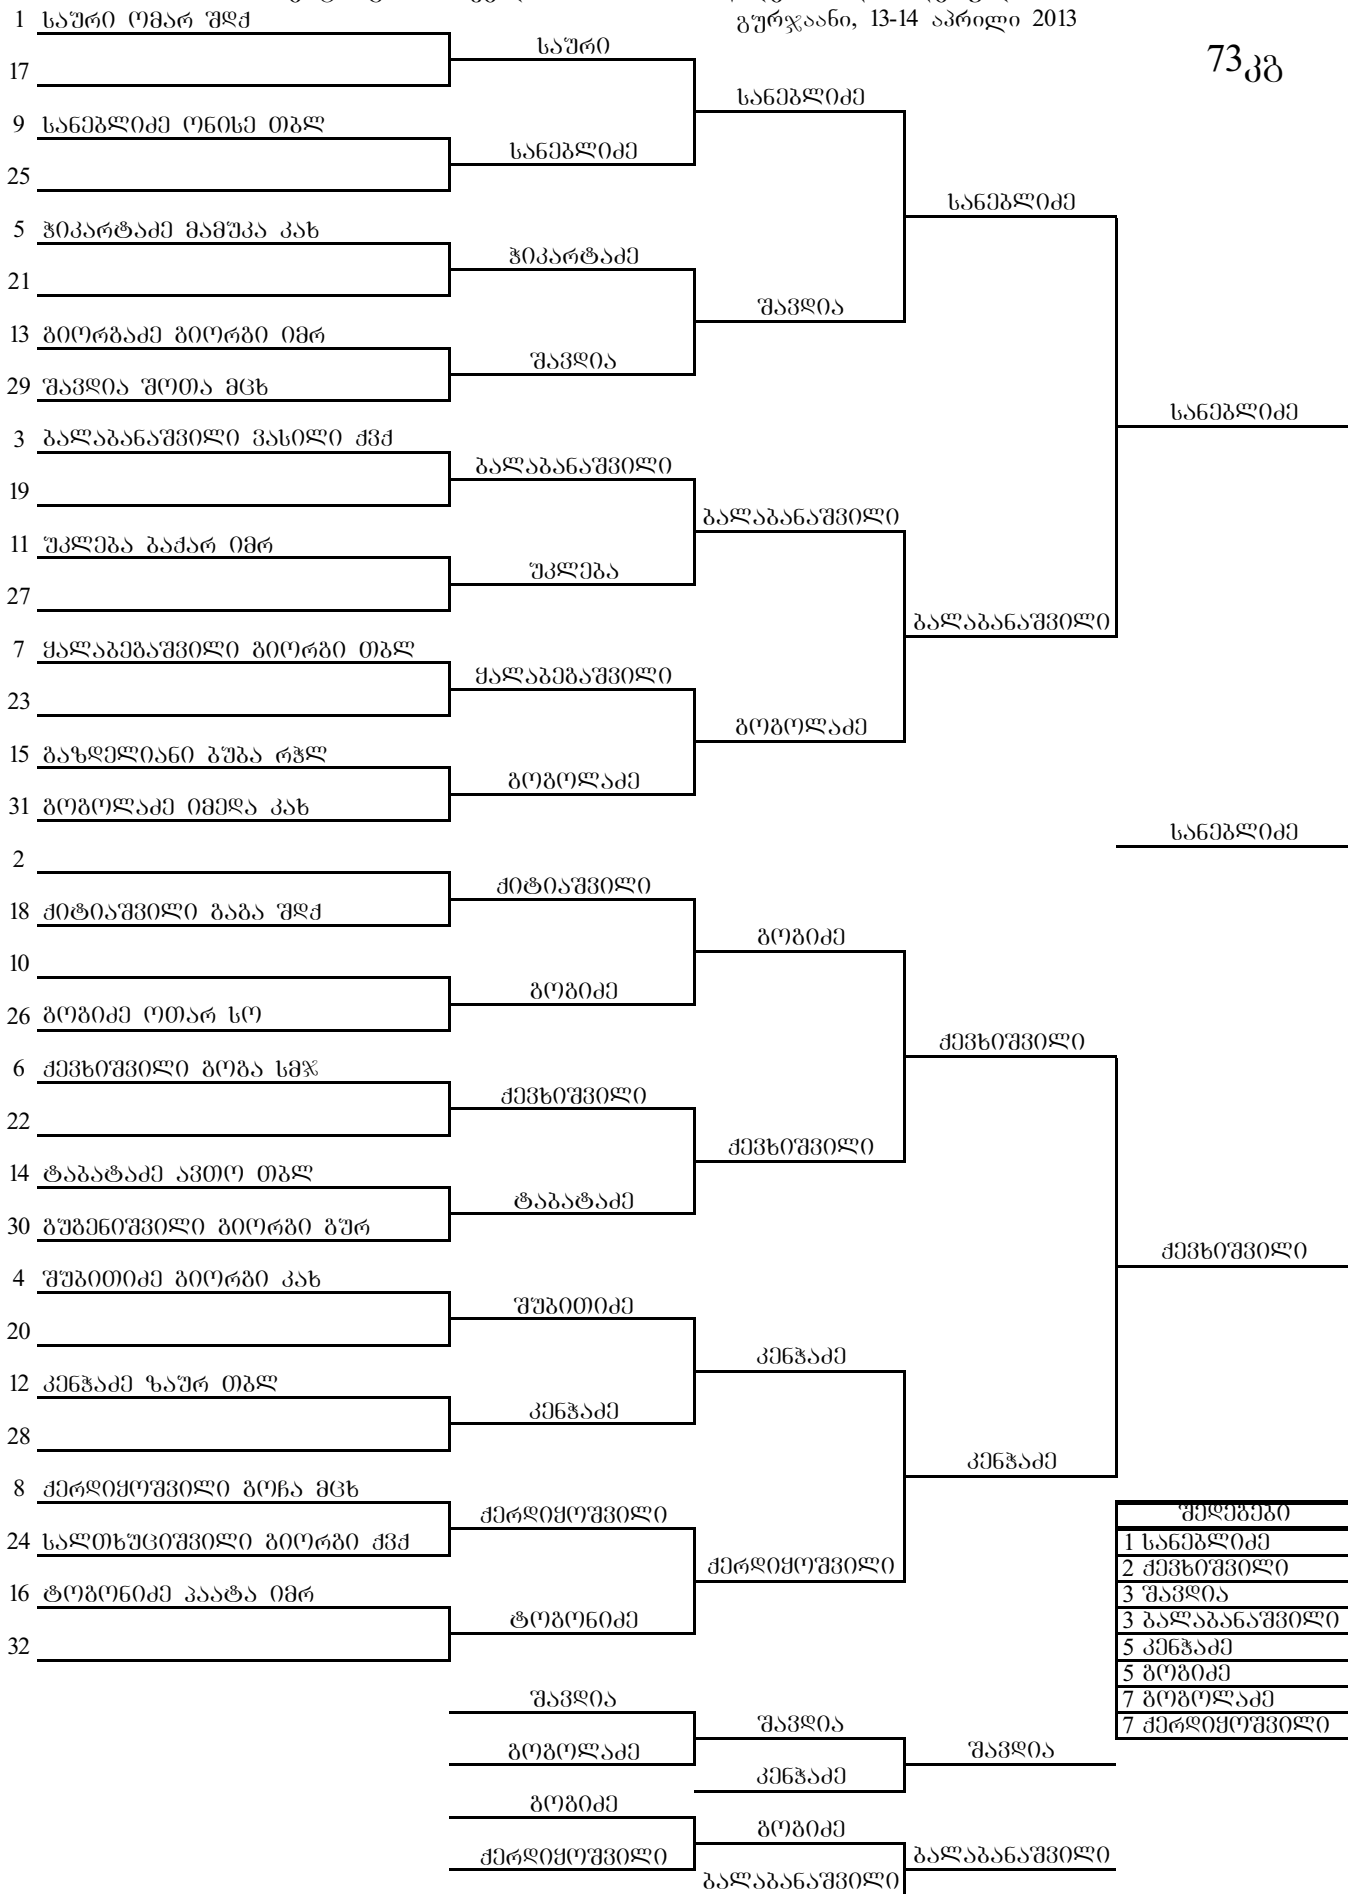 გურჯაანი, 13-14 აპრილი 2013
73კგ
1 საური ომარ შდქ
საური
17
სანებლიძე
9 სანებლიძე ონისე თბლ
სანებლიძე
25
სანებლიძე
5 ჭიკარტაძე მამუკა კახ
ჭიკარტაძე
21
შავდია
13 გიორგაძე გიორგი იმრ
შავდია
29 შავდია შოთა მცხ
სანებლიძე
3 ბალაბანაშვილი ვასილი ქვქ
ბალაბანაშვილი
19
ბალაბანაშვილი
11 უკლება ბაქარ იმრ
უკლება
27
ბალაბანაშვილი
7 ყალაბეგაშვილი გიორგი თბლ
ყალაბეგაშვილი
23
გოგოლაძე
15 გაზდელიანი ბუბა რჭლ
გოგოლაძე
31 გოგოლაძე იმედა კახ
სანებლიძე
2
ქიტიაშვილი
18 ქიტიაშვილი გაგა შდქ
გოგიძე
10
გოგიძე
26 გოგიძე ოთარ სო
ქევხიშვილი
6 ქევხიშვილი გოგა სმჯ
ქევხიშვილი
22
ქევხიშვილი
14 ტაბატაძე ავთო თბლ
ტაბატაძე
30 გუგენიშვილი გიორგი გურ
ქევხიშვილი
4 შუბითიძე გიორგი კახ
შუბითიძე
20
კენჭაძე
12 კენჭაძე ზაურ თბლ
კენჭაძე
28
კენჭაძე
8 ქერდიყოშვილი გოჩა მცხ
ქერდიყოშვილი
24 სალთხუციშვილი გიორგი ქვქ
ქერდიყოშვილი
16 ტოგონიძე პაატა იმრ
ტოგონიძე
32
შედეგები
1 სანებლიძე
2 ქევხიშვილი
3 შავდია
3 ბალაბანაშვილი
5 კენჭაძე
5 გოგიძე
7 გოგოლაძე
7 ქერდიყოშვილი
შავდია
შავდია
გოგოლაძე
შავდია
კენჭაძე
გოგიძე
გოგიძე
ქერდიყოშვილი
ბალაბანაშვილი
ბალაბანაშვილი